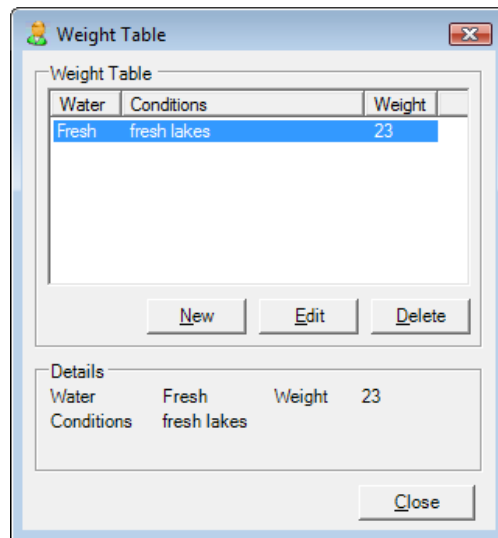 Weight Table
Weight Table
Water Conditions Weight
Fresh fresh lakes 23
New Edit Delete
Details
Water Fresh Weight 23
Conditions fresh lakes
Close